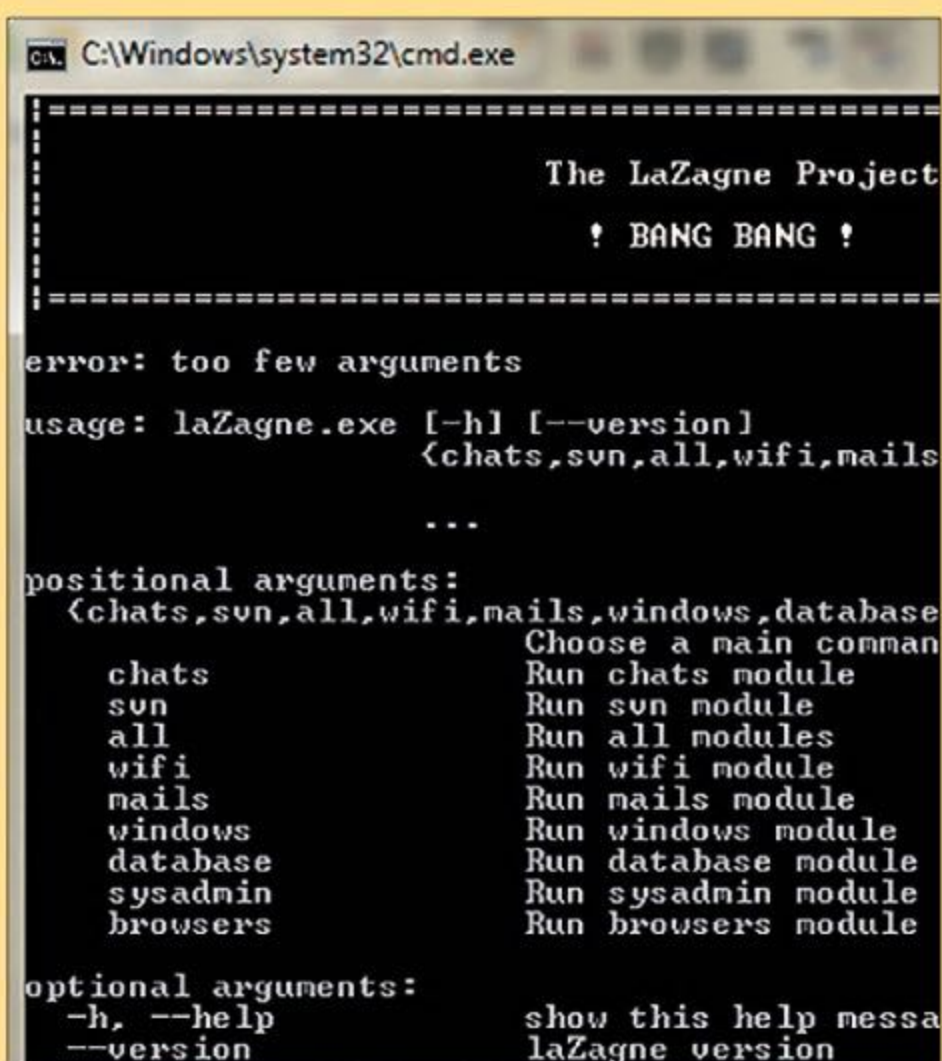 C:\Windows\system32\cmd.exe
|===========================================
The LaZagne Project
! BANG BANG !
|===========================================
error: too few arguments
usage: laZagne.exe [-h] [--version]
{chats,svn,all,wifi,mails
...
positional arguments:
{chats,svn,all,wifi,mails,windows,database
Choose a main comman
chats Run chats module
svn Run svn module
all Run all modules
wifi Run wifi module
mails Run mails module
windows Run windows module
database Run database module
sysadmin Run sysadmin module
browsers Run browsers module
optional arguments:
-h, --help show this help messa
--version laZagne version